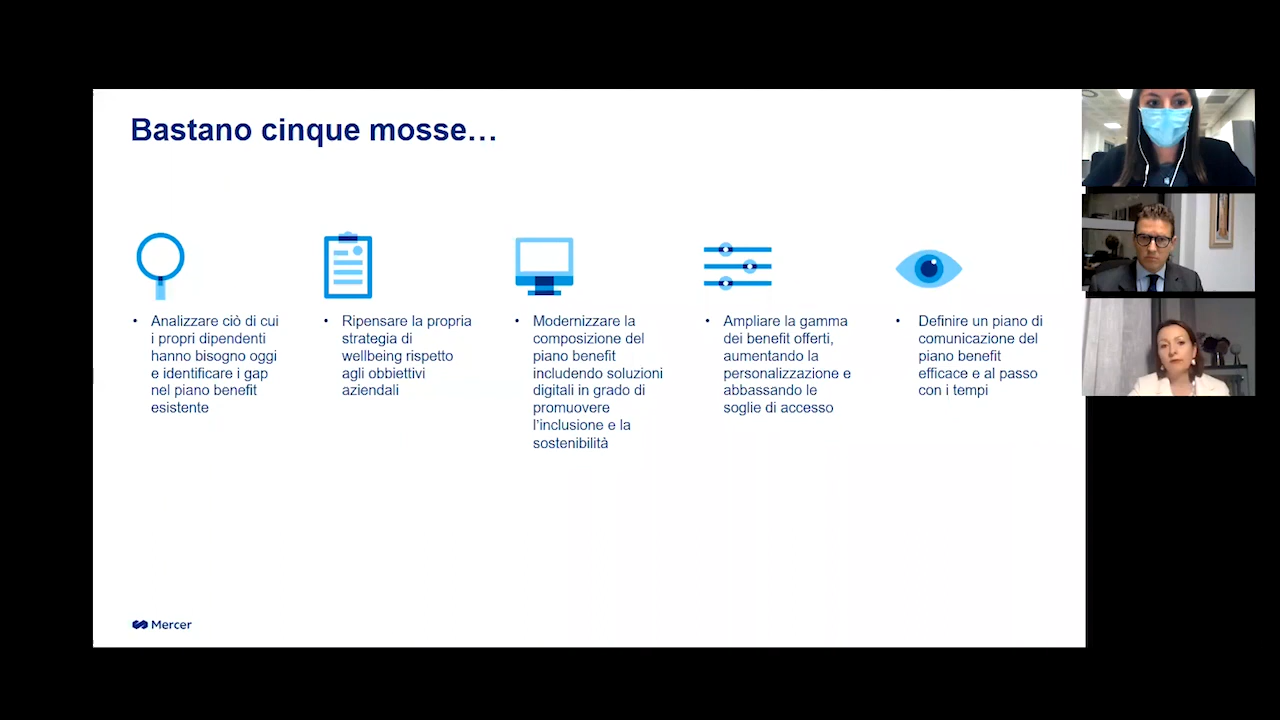 Bastano cinque mosse…
• Analizzare ciò di cui
i propri dipendenti
hanno bisogno oggi
e identificare i gap
nel piano benefit
esistente
• Ripensare la propria
strategia di
wellbeing rispetto
agli obbiettivi
aziendali
• Modernizzare la
composizione del
piano benefit
includendo soluzioni
digitali in grado di
promuovere
l'inclusione e la
sostenibilità
• Ampliare la gamma
dei benefit offerti,
aumentando la
personalizzazione e
abbassando le
soglie di accesso
• Definire un piano di
comunicazione del
piano benefit
efficace e al passo
con i tempi
Mercer